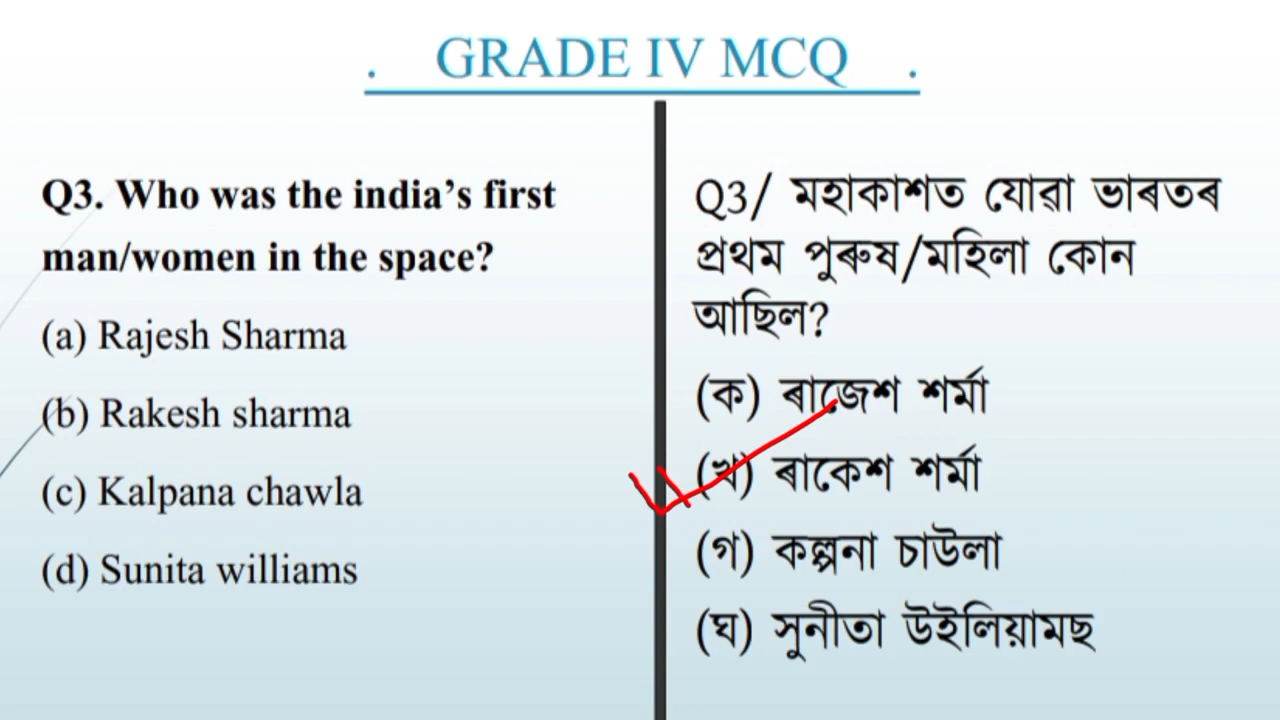 . GRADE IV MCQ .
Q3. Who was the india’s first
man/women in the space?
(a) Rajesh Sharma
(b) Rakesh sharma
(c) Kalpana chawla
(d) Sunita williams
Q3/ মহাকাশত যোৱা ভাৰতৰ
প্ৰথম পুৰুষ/মহিলা কোন
আছিল?
(ক) ৰাজেশ শৰ্মা
(খ) ৰাকেশ শৰ্মা
(গ) কল্পনা চাউলা
(ঘ) সুনীতা উইলিয়ামছ